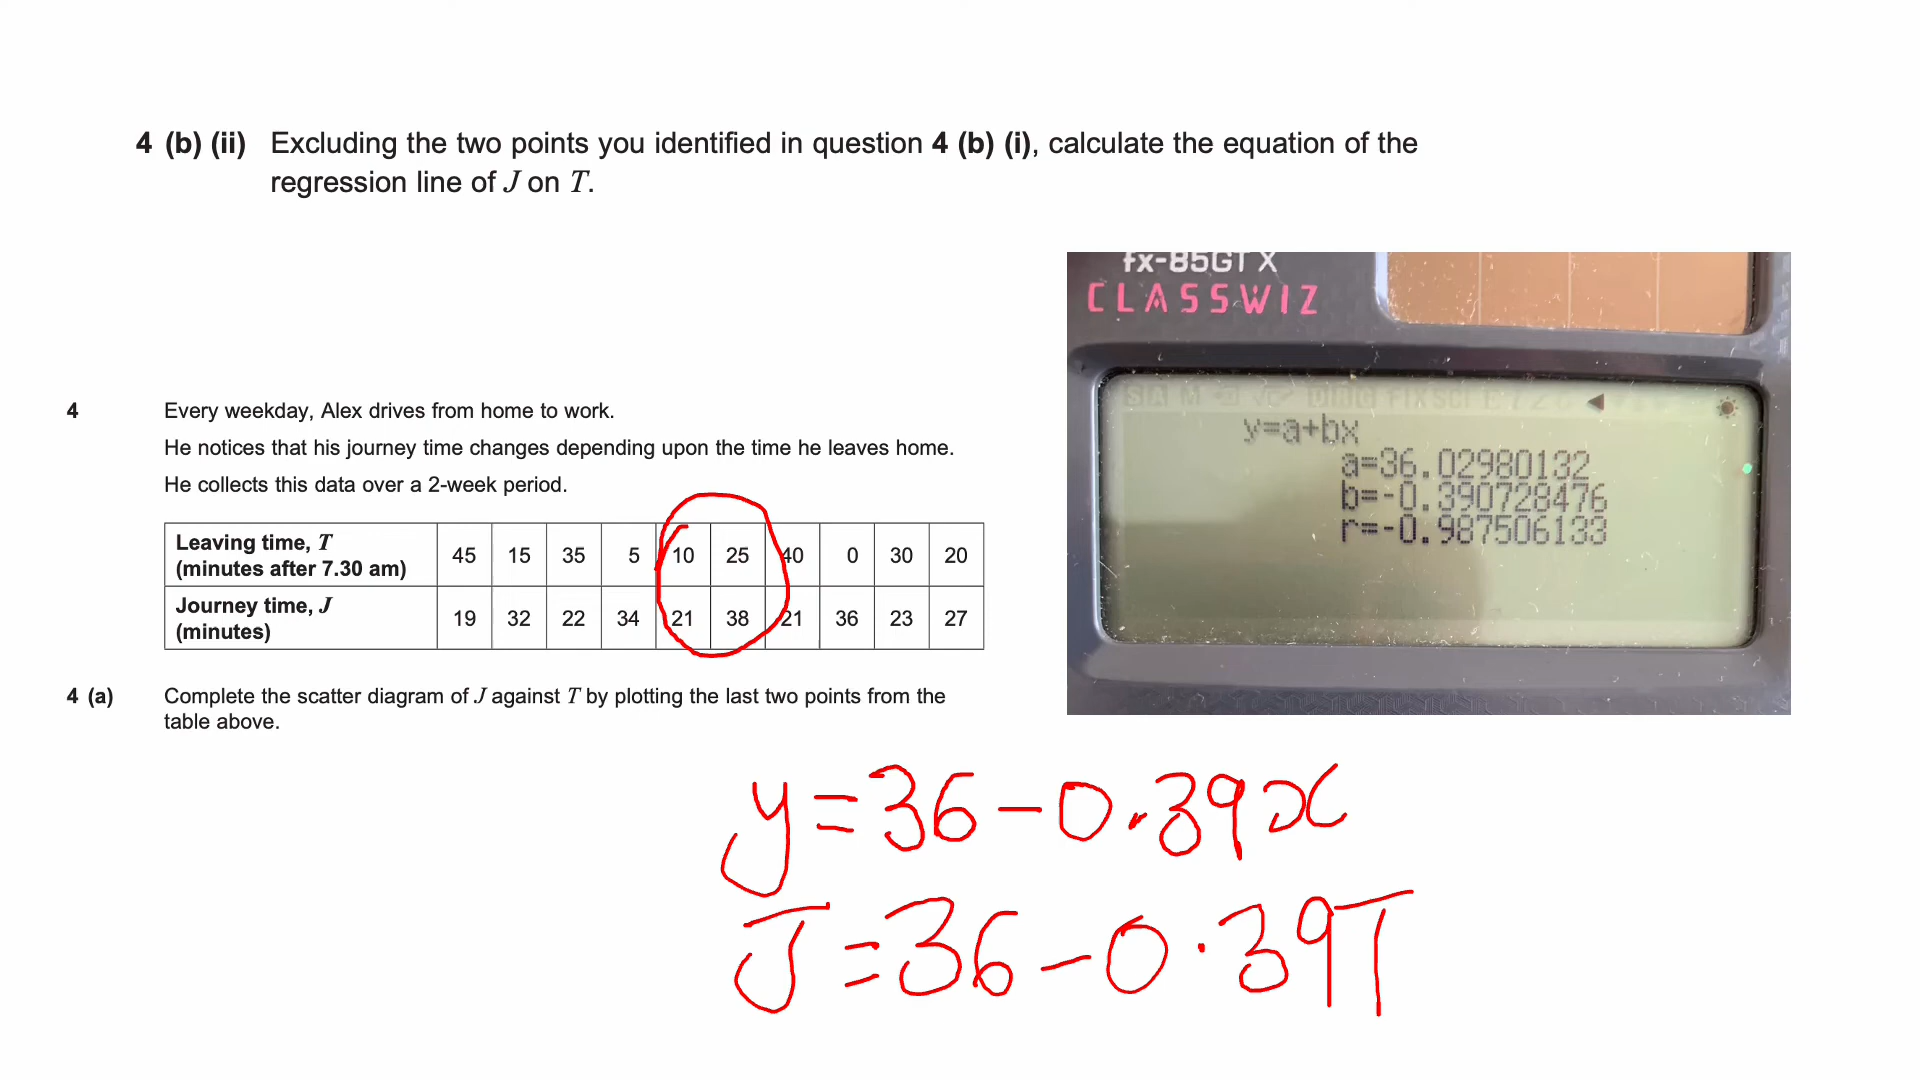 4 (b) (ii) Excluding the two points you identified in question 4 (b) (i), calculate the equation of the
regression line of J on T.
fx-85GT X
CLASSWIZ
y=a+bx
a=36.02980132
b=-0.390728476
r=-0.987506133
4 Every weekday, Alex drives from home to work.
He notices that his journey time changes depending upon the time he leaves home.
He collects this data over a 2-week period.
Leaving time, T
(minutes after 7.30 am) 45 15 35 5 10 25 40 0 30 20
Journey time, J
(minutes) 19 32 22 34 21 38 21 36 23 27
4 (a) Complete the scatter diagram of J against T by plotting the last two points from the
table above.
y = 36 - 0.39x
J = 36 - 0.39T